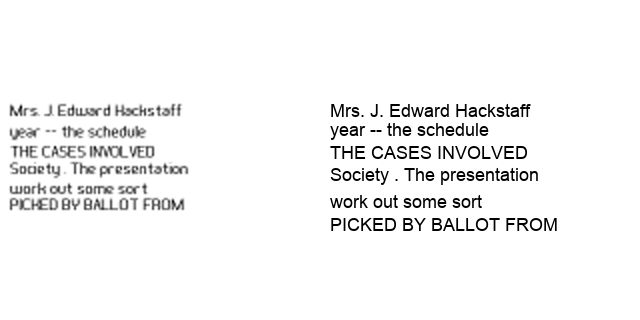 Mrs. J. Edward Hackstaff
year -- the schedule
THE CASES INVOLVED
Society . The presentation
work out some sort
PICKED BY BALLOT FROM
Mrs. J. Edward Hackstaff
year -- the schedule
THE CASES INVOLVED
Society . The presentation
work out some sort
PICKED BY BALLOT FROM